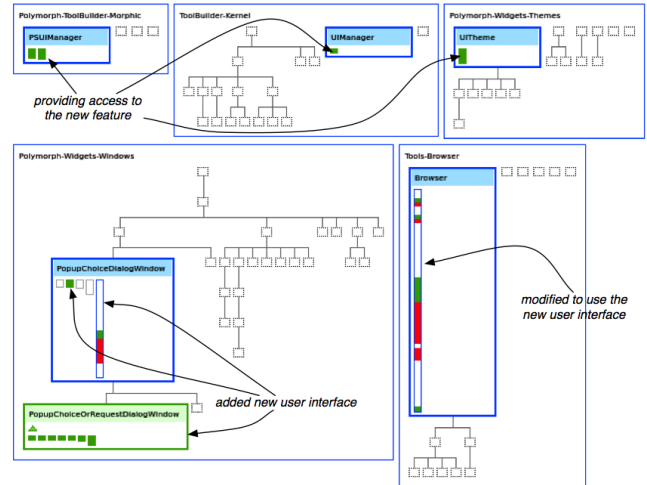 Polymorph-ToolBuilder-Morphic
PSUIManager
ToolBuilder-Kernel
UIManager
Polymorph-Widgets-Themes
UITheme
providing access to
the new feature
Polymorph-Widgets-Windows
PopupChoiceDialogWindow
PopupChoiceOrRequestDialogWindow
added new user interface
Tools-Browser
Browser
modified to use the
new user interface